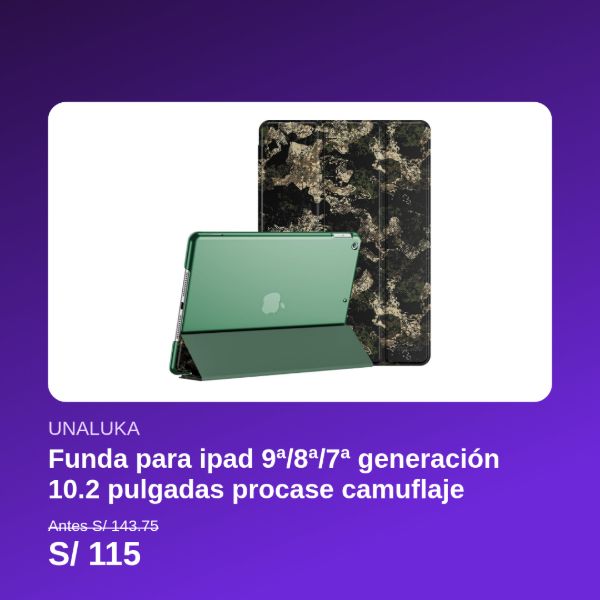 UNALUKA
Funda para ipad 9ª/8ª/7ª generación
10.2 pulgadas procase camuflaje
Antes S/ 143.75
S/ 115